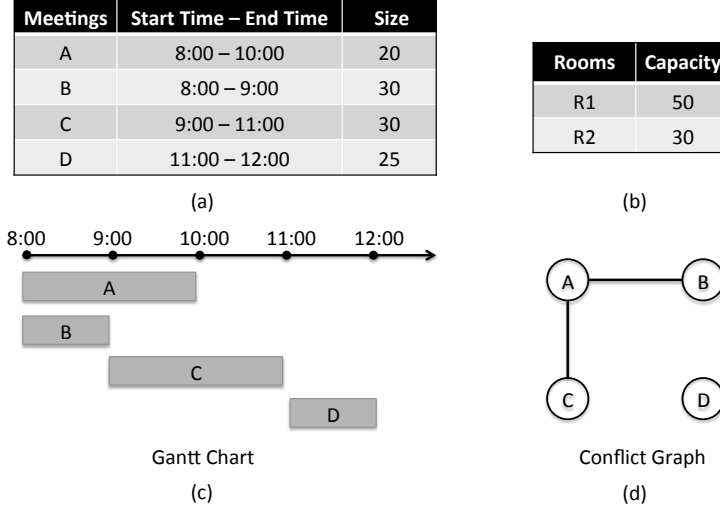 Meetings Start Time – End Time Size
A 8:00 – 10:00 20
B 8:00 – 9:00 30
C 9:00 – 11:00 30
D 11:00 – 12:00 25
(a)
Rooms Capacity
R1 50
R2 30
(b)
8:00 9:00 10:00 11:00 12:00
A
B
C
D
Gantt Chart
(c)
A B
C D
Conflict Graph
(d)